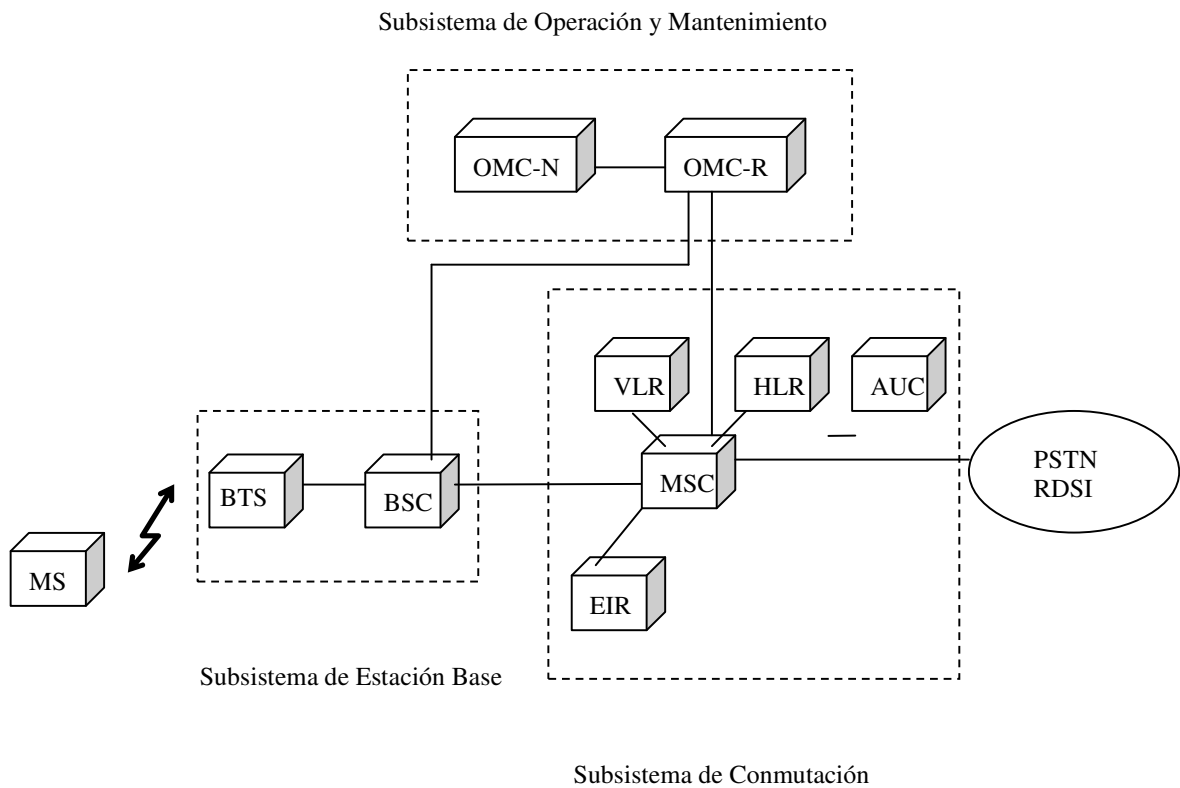 Subsistema de Operación y Mantenimiento
OMC-N
OMC-R
VLR
HLR
AUC
BTS
BSC
MSC
PSTN
RDSI
MS
EIR
Subsistema de Estación Base
Subsistema de Conmutación